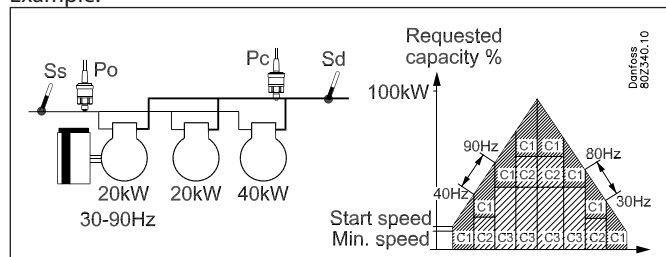 Example:
Ss
Po
Pc
Sd
20kW
20kW
40kW
30-90Hz
Requested
capacity %
100kW
90Hz
80Hz
40Hz
30Hz
Start speed
Min. speed
C1 C1
C1 C2 C2 C1
C1 C1
C1 C2 C3 C3 C3 C3 C2 C1
Danfoss
80Z340.10